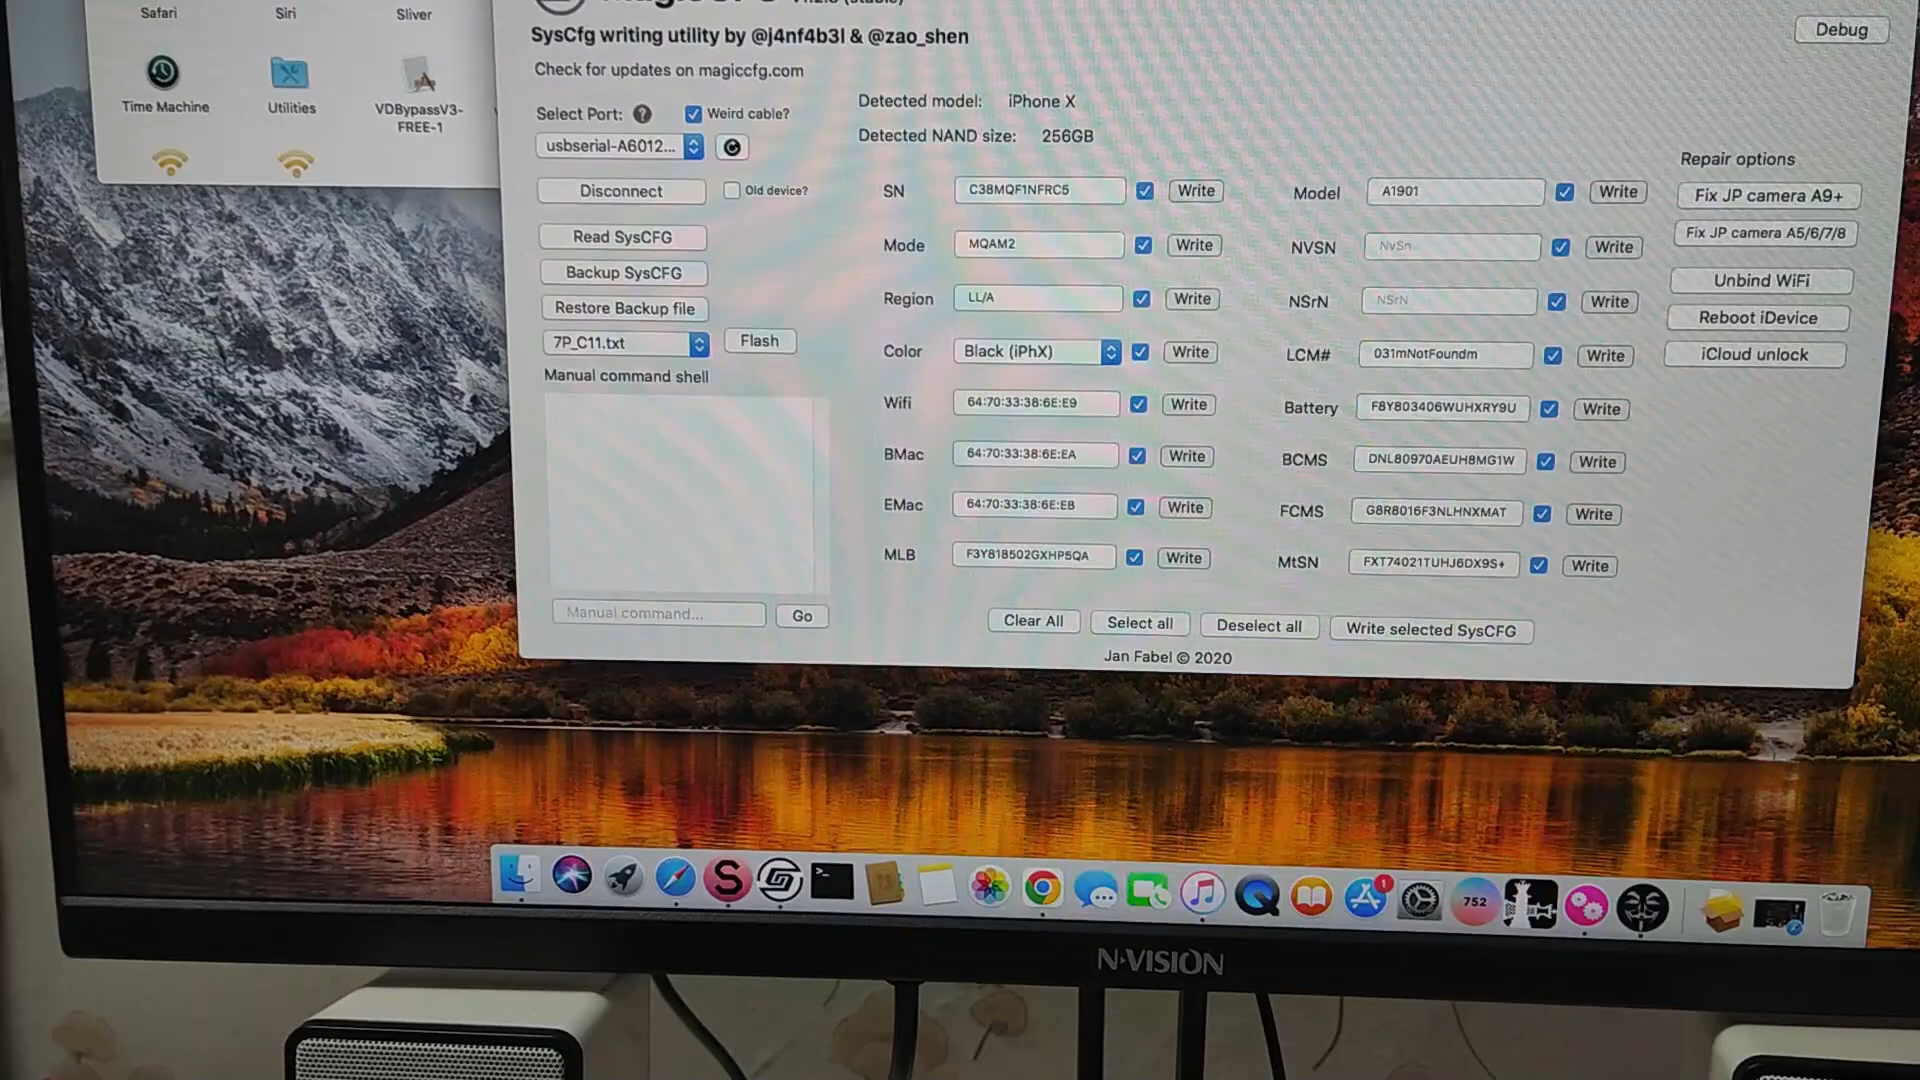 Safari
Siri
Sliver
Time Machine
Utilities
VDBypassV3-
FREE-1
SysCfg writing utility by @j4nf4b3l & @zao_shen
Check for updates on magiccfg.com
Debug
Select Port:
?
Weird cable?
usbserial-A6012...
Disconnect
Old device?
Read SysCFG
Backup SysCFG
Restore Backup file
7P_C11.txt
Flash
Manual command shell
Manual command...
Go
Detected model: iPhone X
Detected NAND size: 256GB
SN C38MQF1NFRC5 Write
Mode MQAM2 Write
Region LL/A Write
Color Black (iPhX) Write
Wifi 64:70:33:38:6E:E9 Write
BMac 64:70:33:38:6E:EA Write
EMac 64:70:33:38:6E:EB Write
MLB F3Y818502GXHP5QA Write
Model A1901 Write
NVSN NvSn Write
NSrN NSrN Write
LCM# 031mNotFoundm Write
Battery F8Y803406WUHXRY9U Write
BCMS DNL80970AEUH8MG1W Write
FCMS G8R8016F3NLHNXMAT Write
MtSN FXT74021TUHJ6DX9S+ Write
Repair options
Fix JP camera A9+
Fix JP camera A5/6/7/8
Unbind WiFi
Reboot iDevice
iCloud unlock
Clear All
Select all
Deselect all
Write selected SysCFG
Jan Fabel © 2020
S
752
1
N-VISION